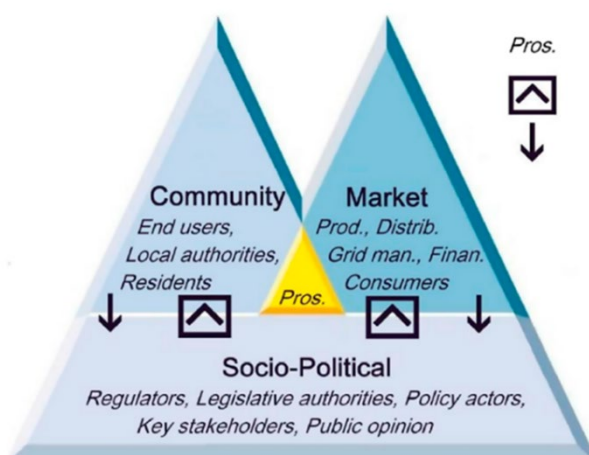 Pros.
Community
End users,
Local authorities,
Residents
Market
Prod., Distrib.
Grid man., Finan.
Consumers
Pros.
Socio-Political
Regulators, Legislative authorities, Policy actors,
Key stakeholders, Public opinion